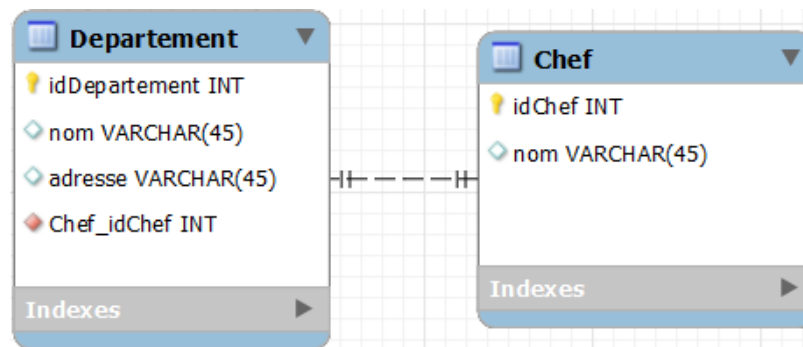 Departement
idDepartement INT
nom VARCHAR(45)
adresse VARCHAR(45)
Chef_idChef INT
Indexes
Chef
idChef INT
nom VARCHAR(45)
Indexes